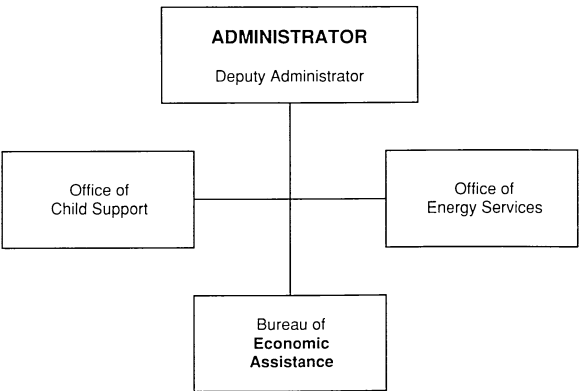 ADMINISTRATOR
Deputy Administrator
Office of
Child Support
Office of
Energy Services
Bureau of
Economic
Assistance